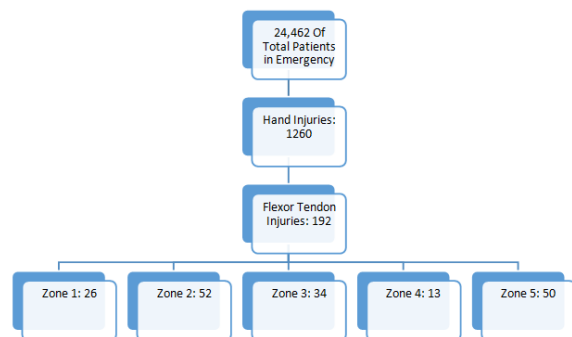 24,462 Of
Total Patients
in Emergency
Hand Injuries:
1260
Flexor Tendon
Injuries: 192
Zone 1: 26
Zone 2: 52
Zone 3: 34
Zone 4: 13
Zone 5: 50